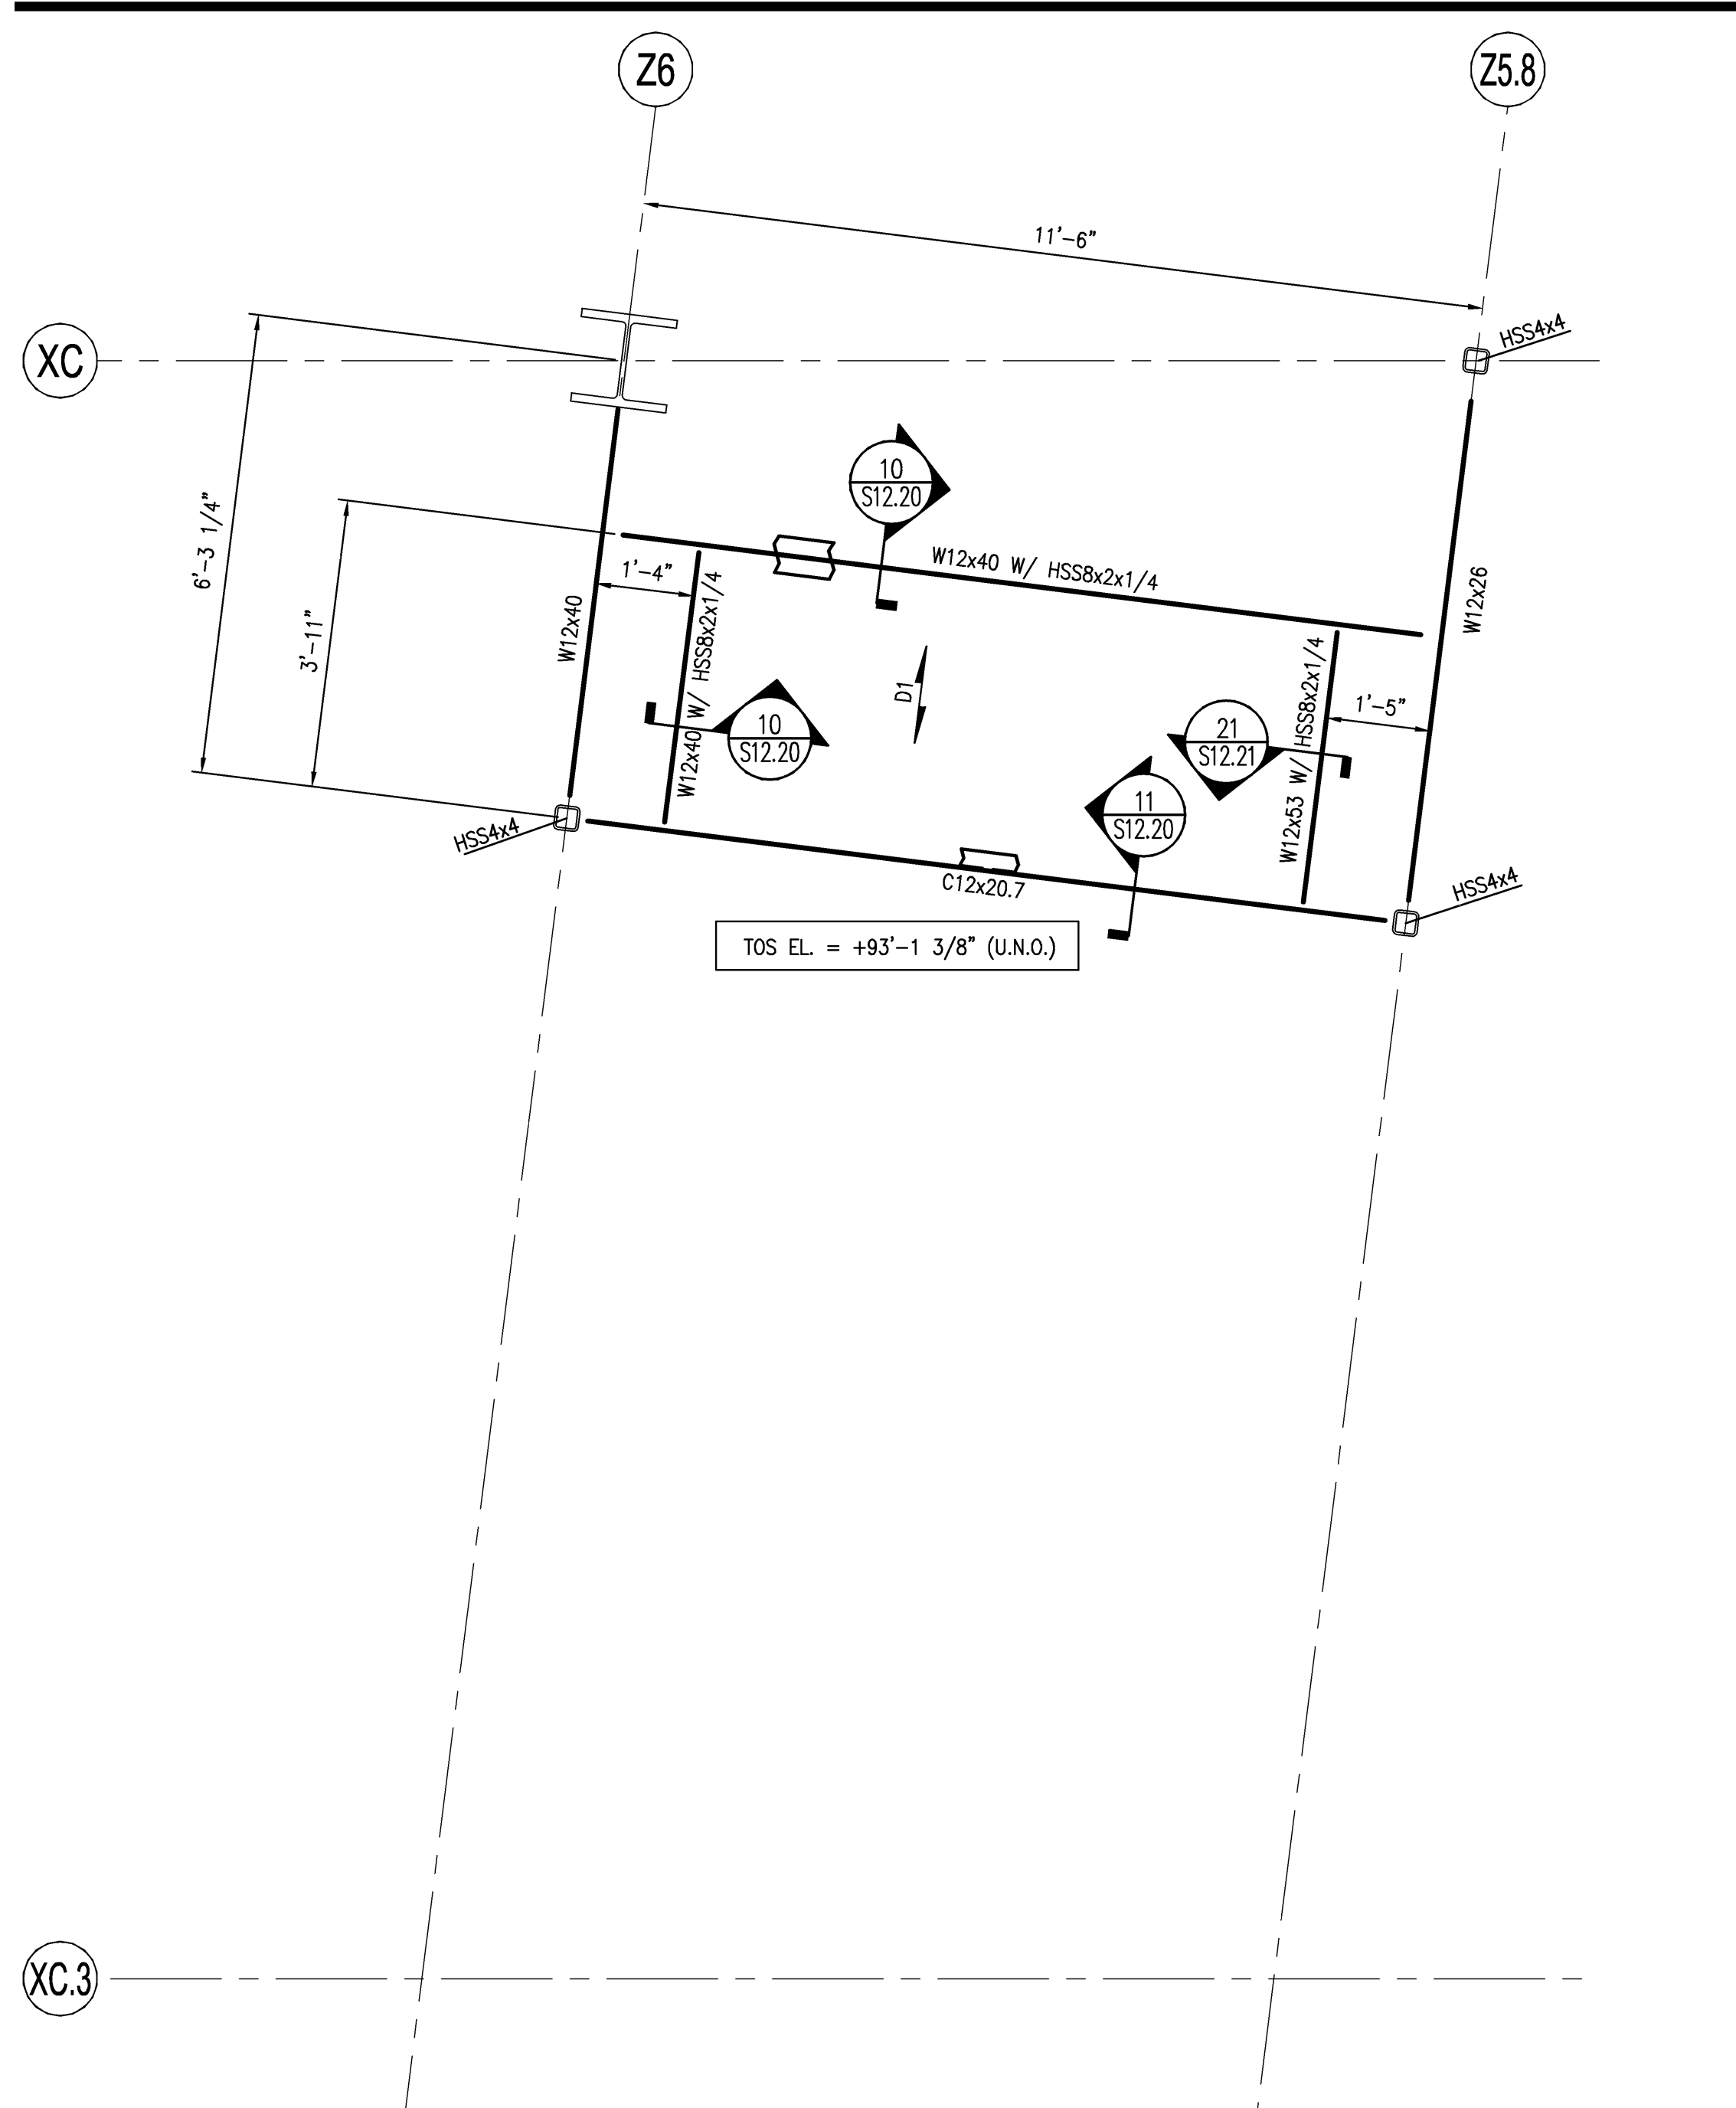 Z6
Z5.8
11'-6"
XC
HSS4x4
10
S12.20
6'-3 1/4"
W12x40 W/ HSS8x2x1/4
W12x26
1'-4"
3'-11"
W12x40
W12x40 W/ HSS8x2x1/4
D1
10
S12.20
21
S12.21
W12x53 W/ HSS8x2x1/4
1'-5"
11
S12.20
HSS4x4
C12x20.7
HSS4x4
TOS EL. = +93'-1 3/8" (U.N.O.)
XC.3